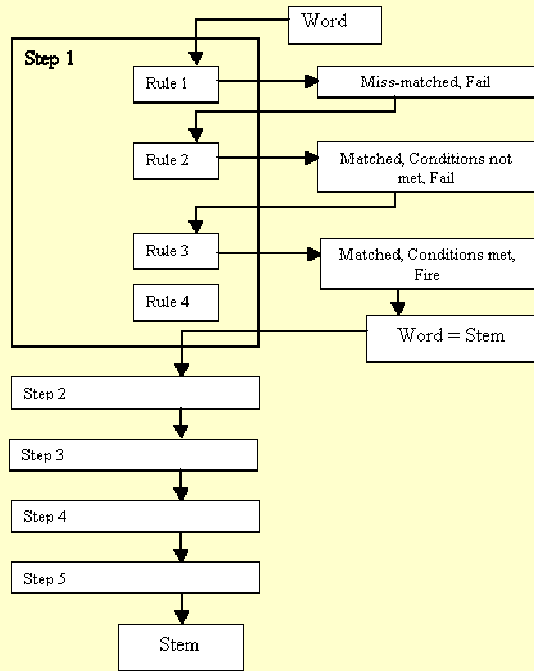 Word
Step 1
Rule 1
Miss-matched, Fail
Rule 2
Matched, Conditions not
met, Fail
Rule 3
Matched, Conditions met,
Fire
Rule 4
Word = Stem
Step 2
Step 3
Step 4
Step 5
Stem